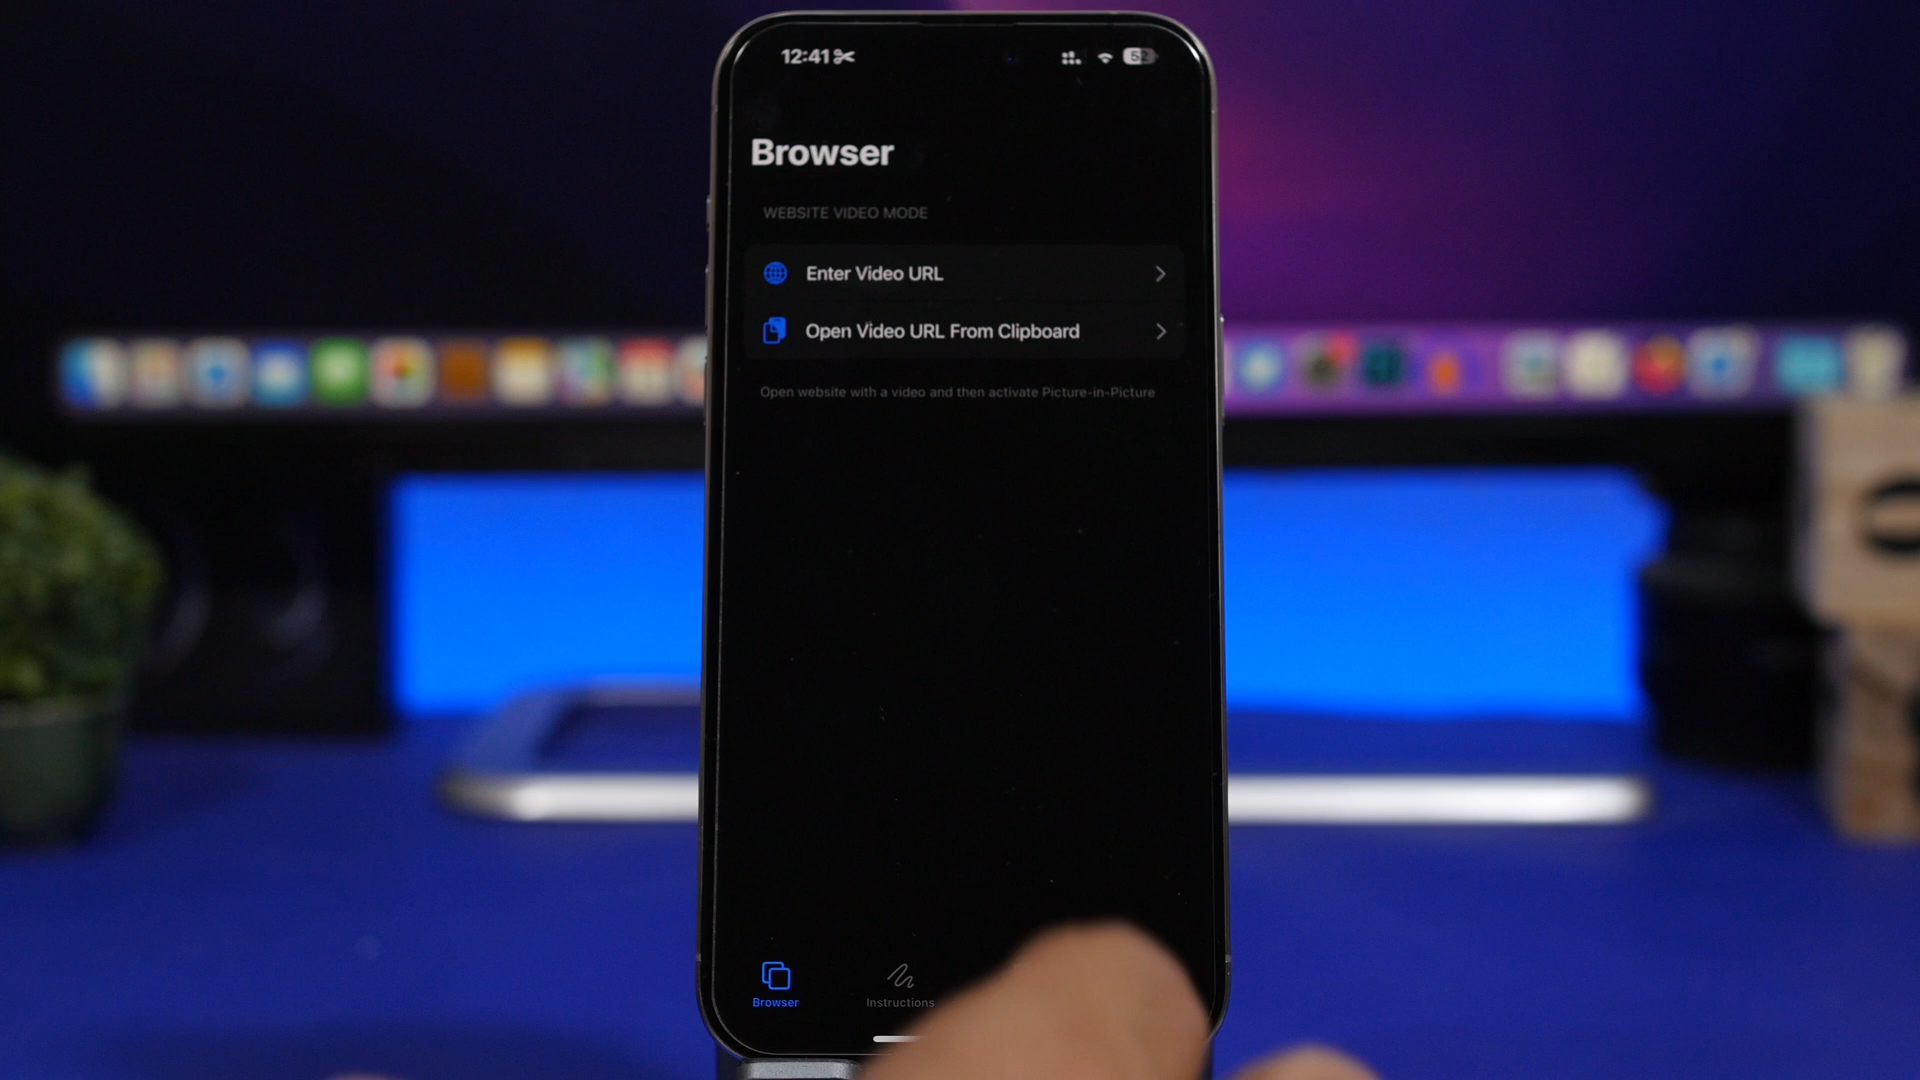 12:41
52
Browser
WEBSITE VIDEO MODE
Enter Video URL
Open Video URL From Clipboard
Open website with a video and then activate Picture-in-Picture
Browser
Instructions